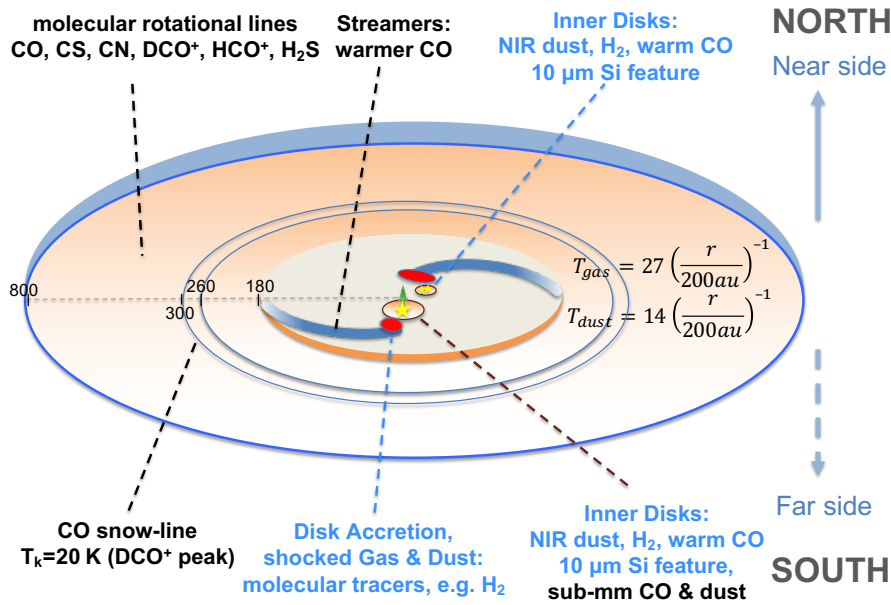 molecular rotational lines
CO, CS, CN, DCO⁺, HCO⁺, H₂S
Streamers:
warmer CO
Inner Disks:
NIR dust, H₂, warm CO
10 μm Si feature
NORTH
Near side
800
300
260
180
T_gas = 27 (r/200au)⁻¹
T_dust = 14 (r/200au)⁻¹
CO snow-line
Tₖ=20 K (DCO⁺ peak)
Disk Accretion,
shocked Gas & Dust:
molecular tracers, e.g. H₂
Inner Disks:
NIR dust, H₂, warm CO
10 μm Si feature,
sub-mm CO & dust
Far side
SOUTH